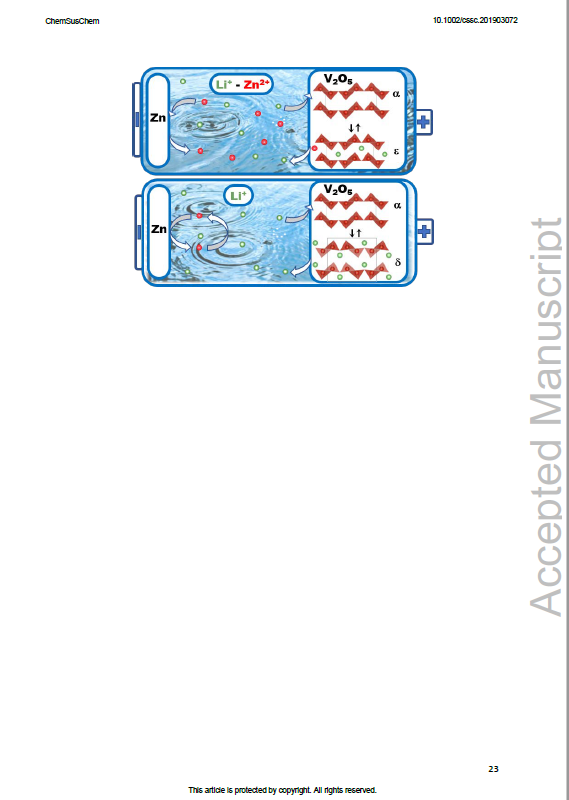 ChemSusChem
10.1002/cssc.201903072
Li⁺ - Zn²⁺
V₂O₅
α
Zn
↓↑
ε
Li⁺
V₂O₅
α
Zn
↓↑
δ
Accepted Manuscript
23
This article is protected by copyright. All rights reserved.